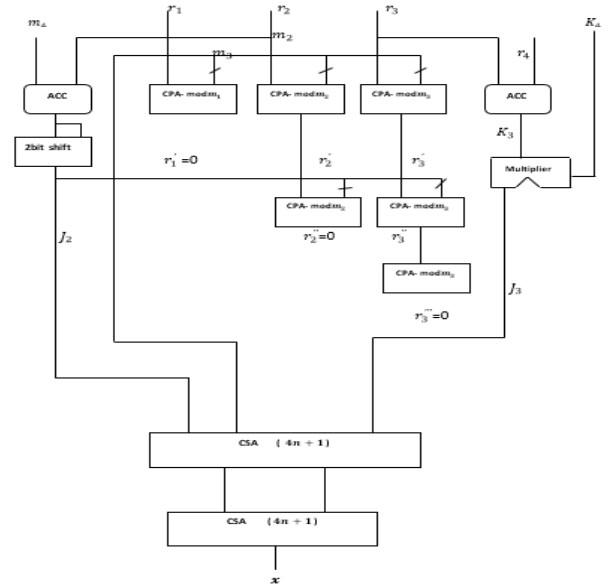 r₁ r₂ r₃
m₄ K₄
m₂
m₃ r₄
ACC CPA- modm₁ CPA- modm₂ CPA- modm₂ ACC
K₃
2bit shift
r₁′ =0 r₂′ r₃′
Multiplier
CPA- modm₂ CPA- modm₂
J₂ r₂″=0 r₃″
CPA- modm₃
J₃
r₃‴=0
CSA ( 4n + 1)
CSA (4n + 1)
x